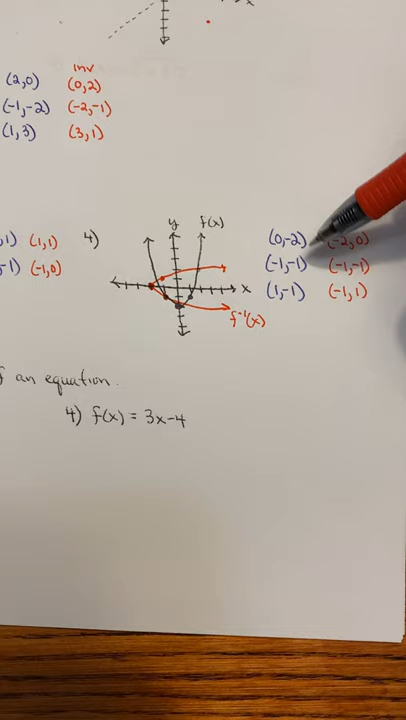 x
inv
(2,0) (0,2)
(-1,-2) (-2,-1)
(1,3) (3,1)
,1) (1,1)
-1) (-1,0)
4)
y
f(x)
x
f⁻¹(x)
(0,-2) (-2,0)
(-1,-1) (-1,-1)
(1,-1) (-1,1)
f an equation.
4) f(x) = 3x-4